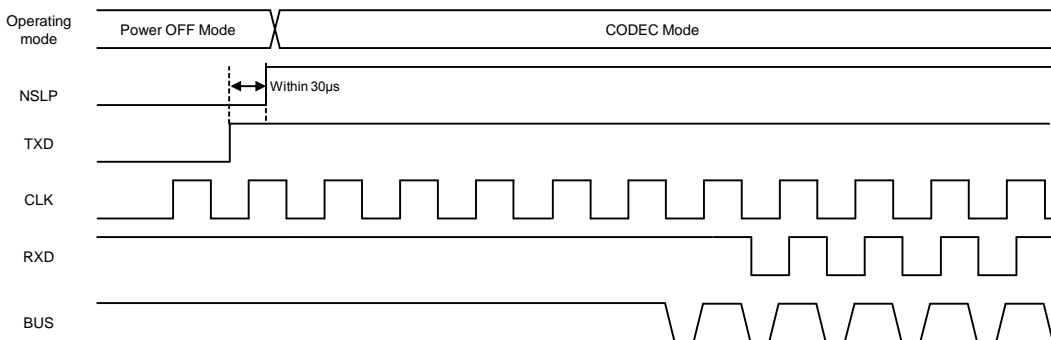 Operating
mode
Power OFF Mode
CODEC Mode
NSLP
Within 30µs
TXD
CLK
RXD
BUS